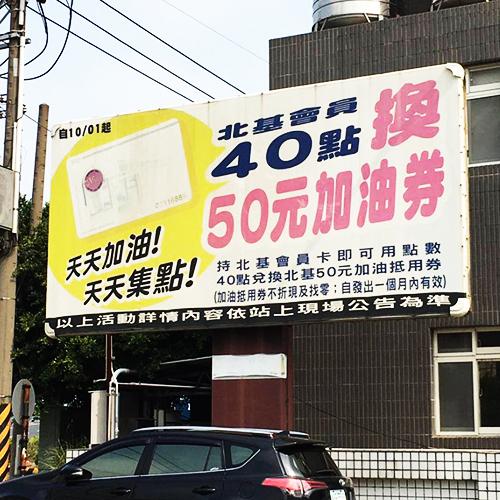 自10/01起
北基會員
40點換
50元加油券
天天加油!
天天集點!
持北基會員卡即可用點數
40點兌換北基50元加油抵用券
(加油抵用券不折現及找零;自發出一個月內有效)
以上活動詳情內容依站上現場公告為準